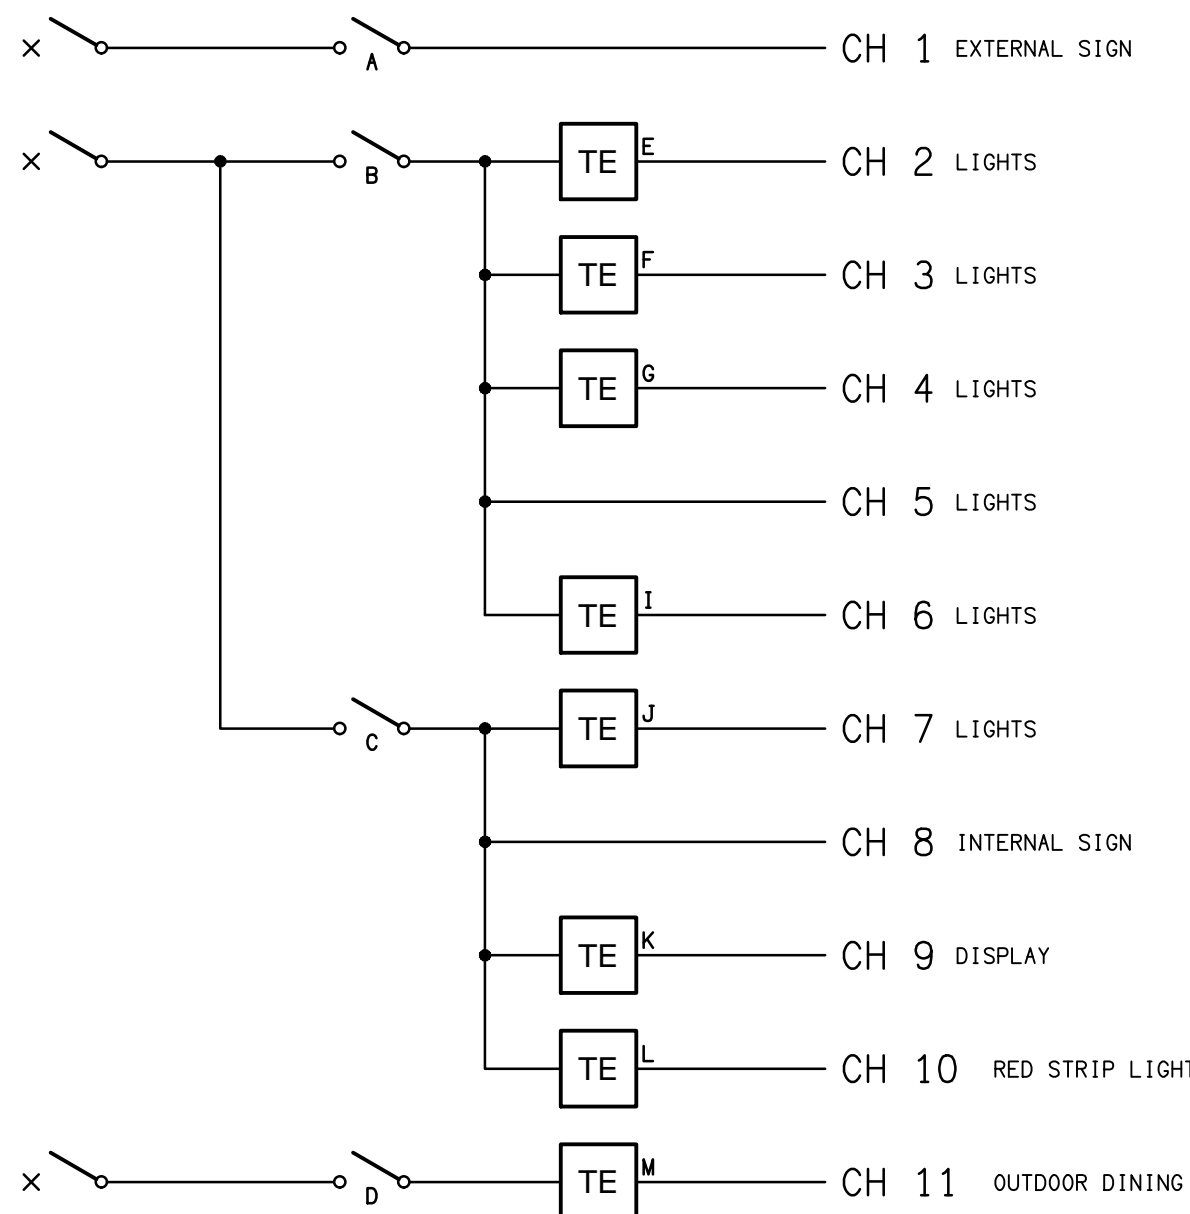 A
CH 1 EXTERNAL SIGN
B
TE E CH 2 LIGHTS
TE F CH 3 LIGHTS
TE G CH 4 LIGHTS
CH 5 LIGHTS
TE I CH 6 LIGHTS
C
TE J CH 7 LIGHTS
CH 8 INTERNAL SIGN
TE K CH 9 DISPLAY
TE L CH 10 RED STRIP LIGHT
D
TE M CH 11 OUTDOOR DINING